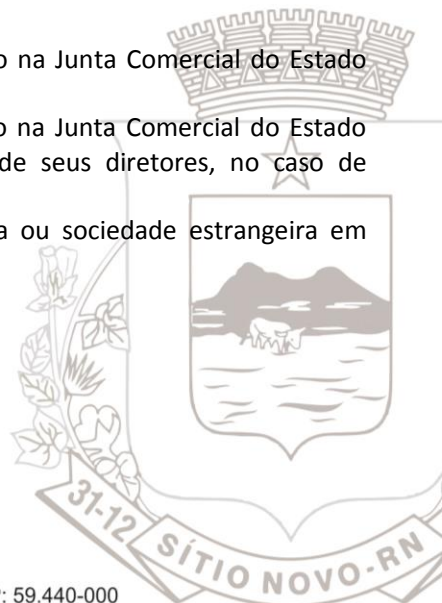 o na Junta Comercial do Estado
o na Junta Comercial do Estado
de seus diretores, no caso de
a ou sociedade estrangeira em
31-12
SÍTIO NOVO-RN
: 59.440-000